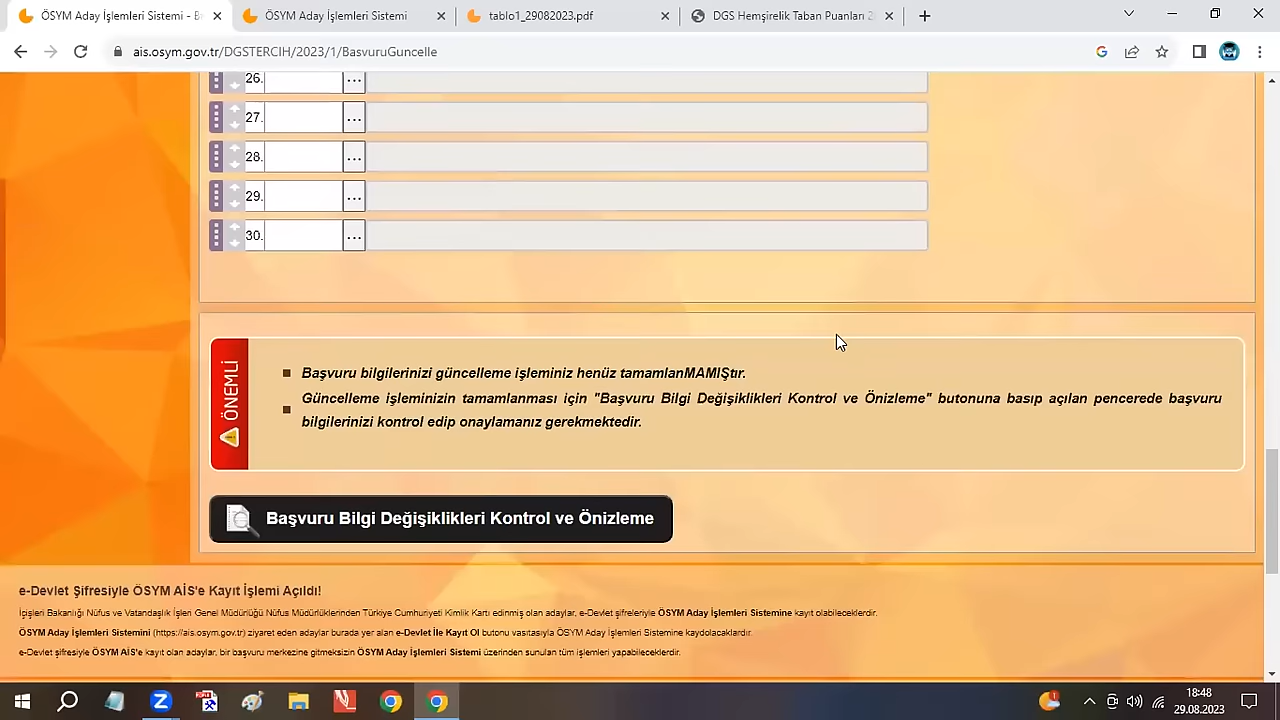 ÖSYM Aday İşlemleri Sistemi - B
ÖSYM Aday İşlemleri Sistemi
tablo1_29082023.pdf
DGS Hemşirelik Taban Puanları 2
ais.osym.gov.tr/DGSTERCIH/2023/1/BasvuruGuncelle
26. ...
27. ...
28. ...
29. ...
30. ...
ÖNEMLİ
Başvuru bilgilerinizi güncelleme işleminiz henüz tamamlanMAMIŞtır.
Güncelleme işleminizin tamamlanması için "Başvuru Bilgi Değişiklikleri Kontrol ve Önizleme" butonuna basıp açılan pencerede başvuru
bilgilerinizi kontrol edip onaylamanız gerekmektedir.
Başvuru Bilgi Değişiklikleri Kontrol ve Önizleme
e-Devlet Şifresiyle ÖSYM AİS'e Kayıt İşlemi Açıldı!
İçişleri Bakanlığı Nüfus ve Vatandaşlık İşleri Genel Müdürlüğü Nüfus Müdürlüklerinden Türkiye Cumhuriyeti Kimlik Kartı edinmiş olan adaylar, e-Devlet şifreleriyle ÖSYM Aday İşlemleri Sistemine kayıt olabileceklerdir.
ÖSYM Aday İşlemleri Sistemini (https://ais.osym.gov.tr) ziyaret eden adaylar burada yer alan e-Devlet İle Kayıt Ol butonu vasıtasıyla ÖSYM Aday İşlemleri Sistemine kaydolacaklardır.
e-Devlet şifresiyle ÖSYM AİS'e kayıt olan adaylar, bir başvuru merkezine gitmeksizin ÖSYM Aday İşlemleri Sistemi üzerinden sunulan tüm işlemleri yapabileceklerdir.
18:48
29.08.2023